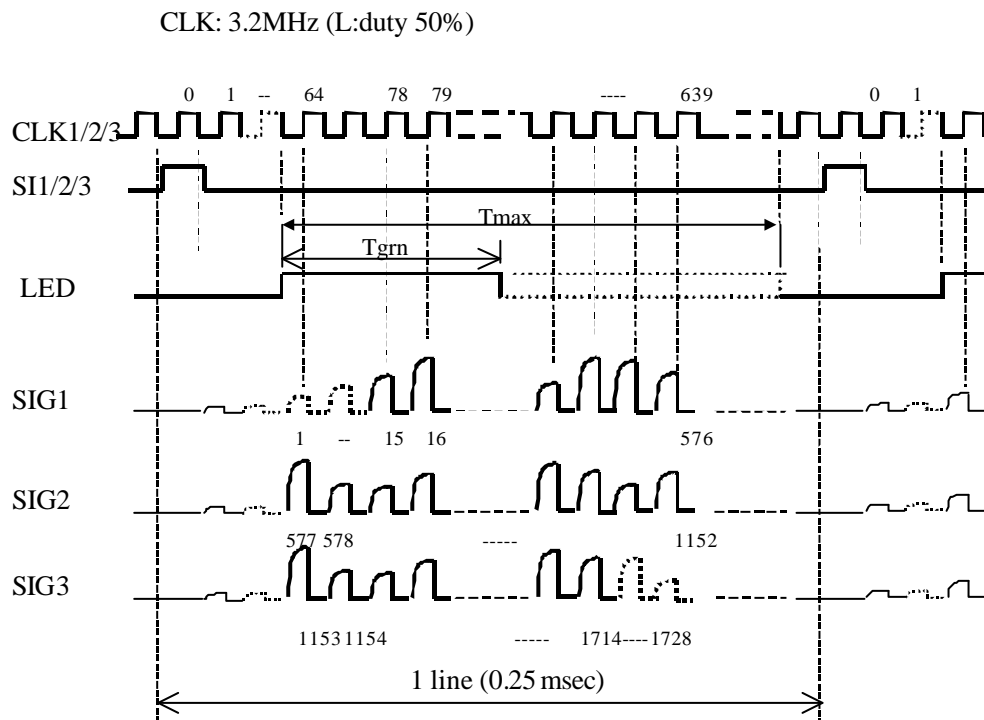 CLK: 3.2MHz (L:duty 50%)
0 1 -- 64 78 79 ---- 639 0 1
CLK1/2/3
SI1/2/3
Tmax
Tgrn
LED
SIG1
1 -- 15 16 576
SIG2
577 578 ----- 1152
SIG3
1153 1154 ----- 1714 ---- 1728
1 line (0.25 msec)